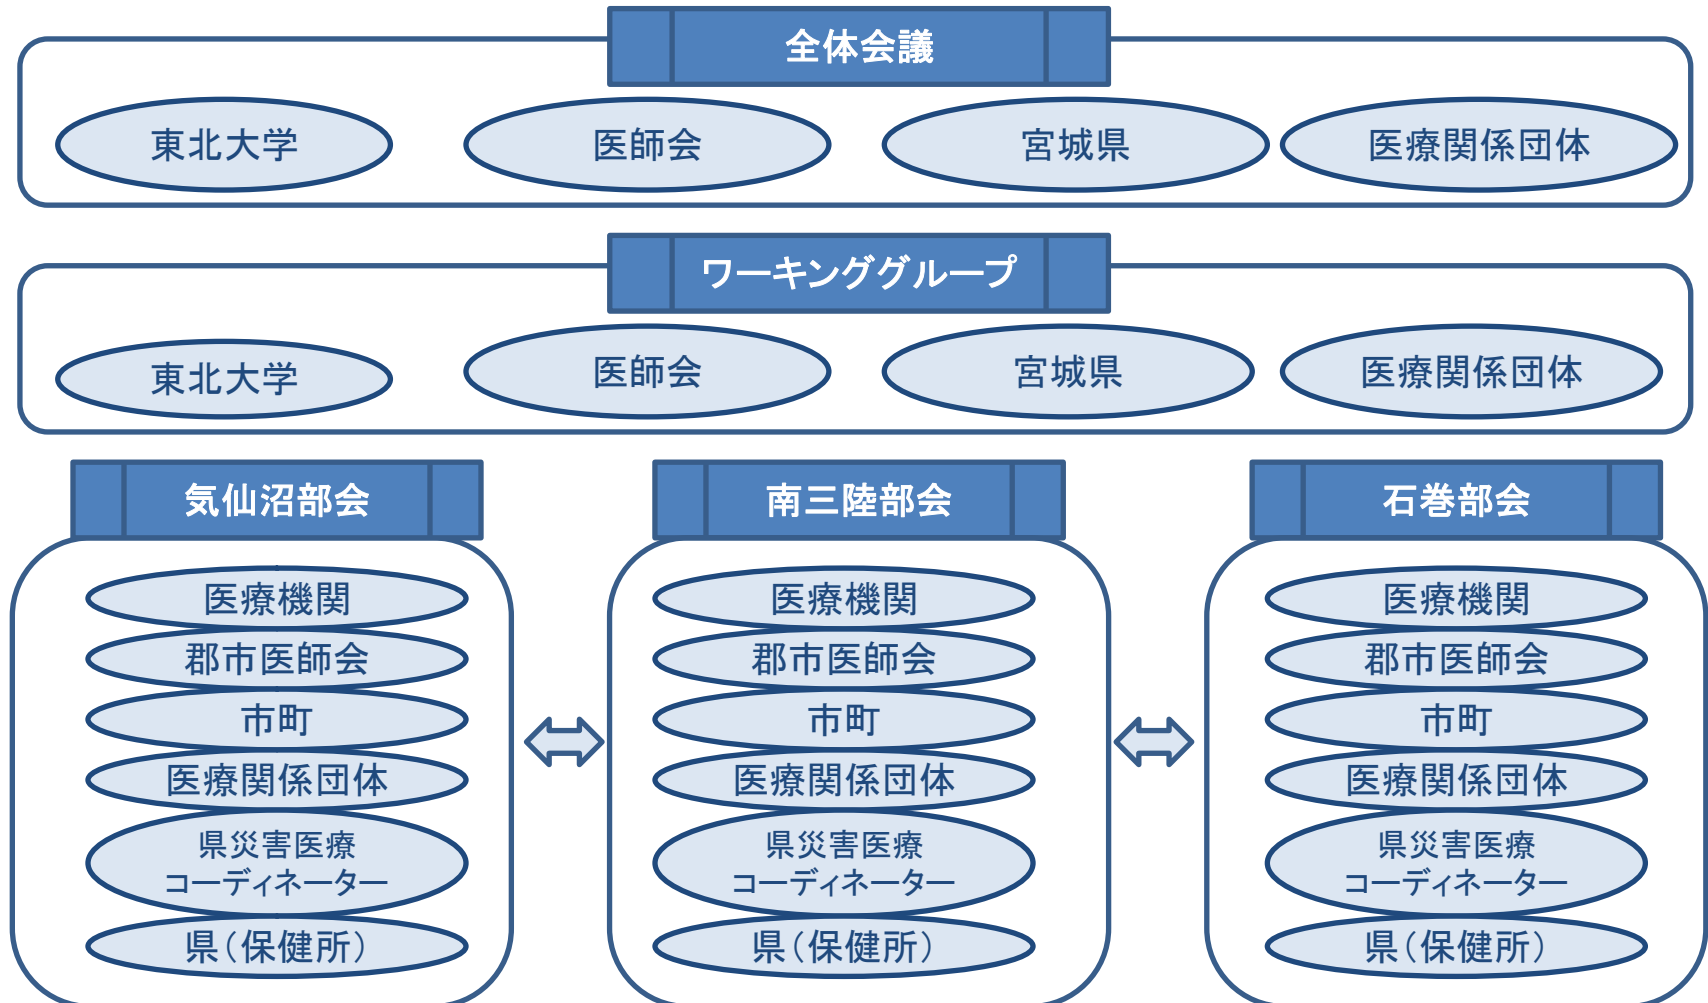 全体会議
東北大学
医師会
宮城県
医療関係団体
ワーキンググループ
東北大学
医師会
宮城県
医療関係団体
気仙沼部会
医療機関
郡市医師会
市町
医療関係団体
県災害医療
コーディネーター
県(保健所)
南三陸部会
医療機関
郡市医師会
市町
医療関係団体
県災害医療
コーディネーター
県(保健所)
石巻部会
医療機関
郡市医師会
市町
医療関係団体
県災害医療
コーディネーター
県(保健所)